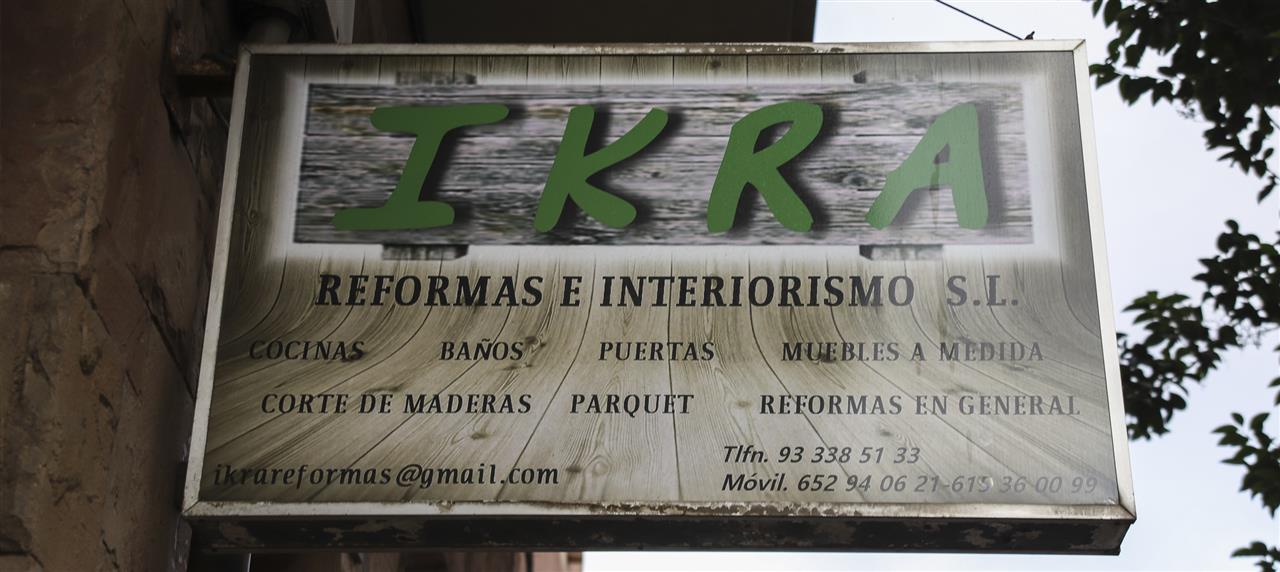 IKRA
REFORMAS E INTERIORISMO S.L.
COCINAS BAÑOS PUERTAS MUEBLES A MEDIDA
CORTE DE MADERAS PARQUET REFORMAS EN GENERAL
ikrareformas@gmail.com
Tlfn. 93 338 51 33
Móvil. 652 94 06 21-615 36 00 99